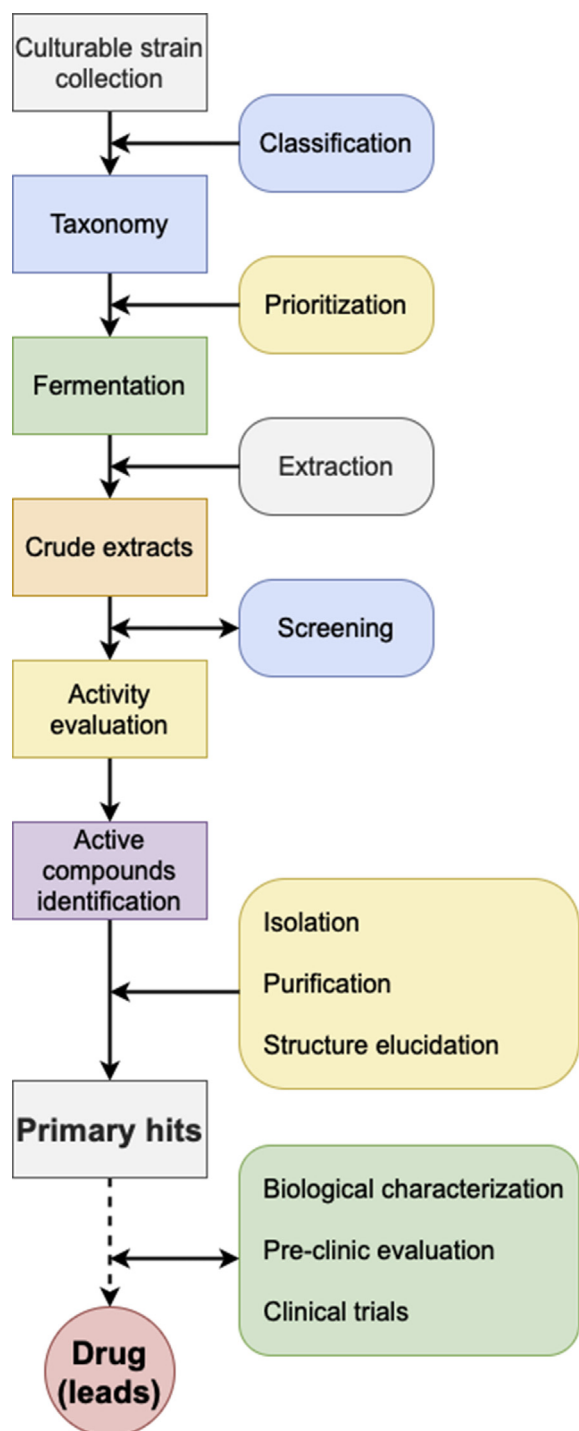 Culturable strain
collection
Classification
Taxonomy
Prioritization
Fermentation
Extraction
Crude extracts
Screening
Activity
evaluation
Active
compounds
identification
Isolation
Purification
Structure elucidation
Primary hits
Biological characterization
Pre-clinic evaluation
Clinical trials
Drug
(leads)